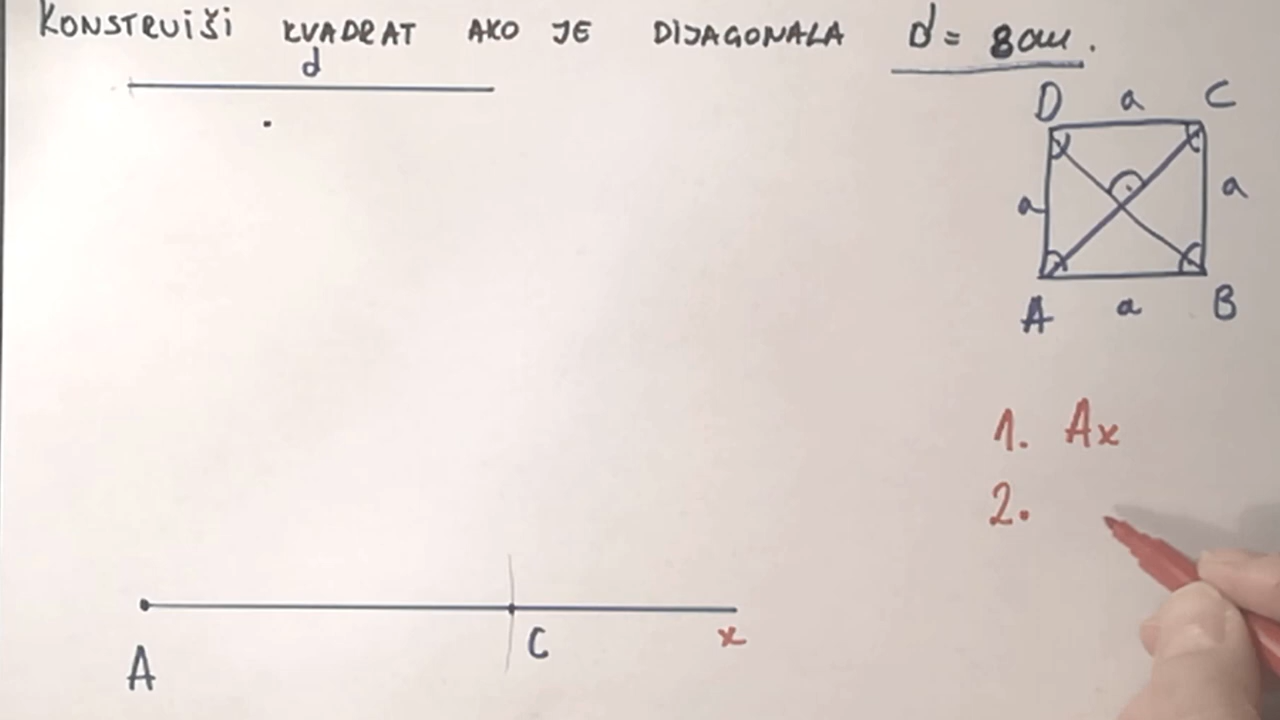 KONSTRUIŠI KVADRAT AKO JE DIJAGONALA d = 8cm.
d
D a C
a a
A a B
1. Ax
2.
C x
A